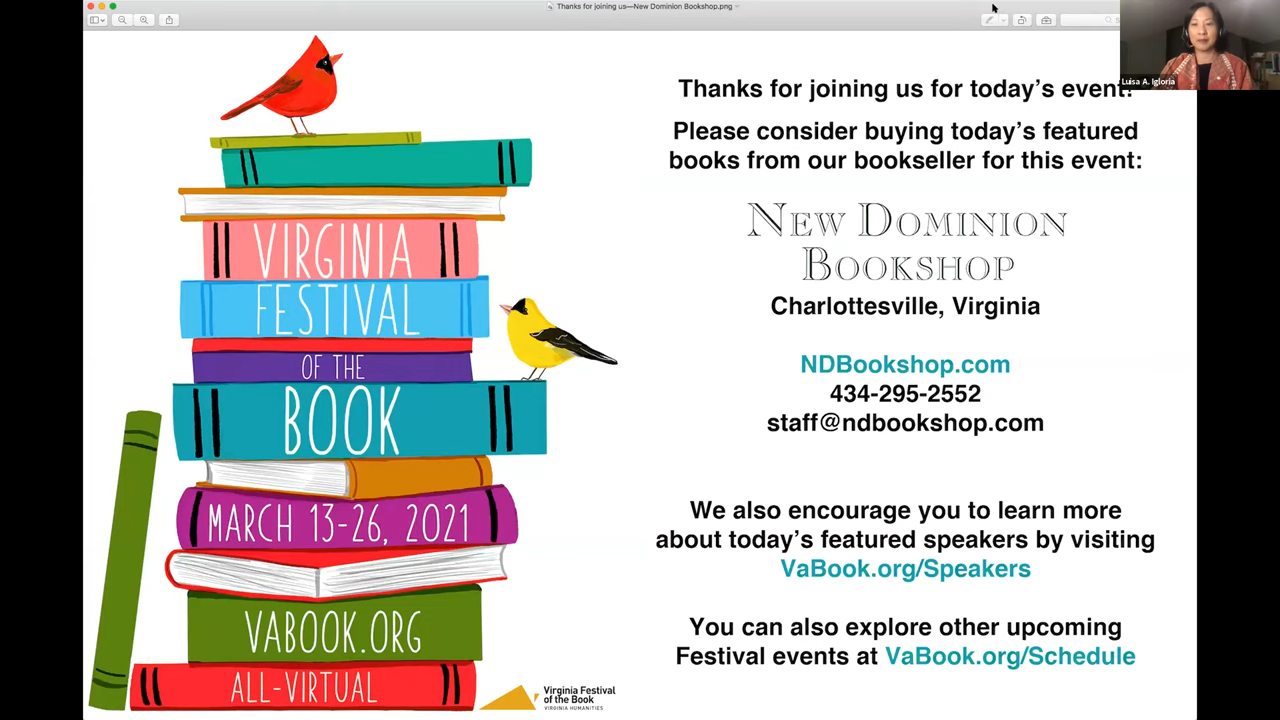 Thanks for joining us—New Dominion Bookshop.png
Luisa A. Igloria
VIRGINIA
FESTIVAL
OF THE
BOOK
MARCH 13-26, 2021
VABOOK.ORG
ALL-VIRTUAL
Virginia Festival
of the Book
VIRGINIA HUMANITIES
Thanks for joining us for today's event!
Please consider buying today's featured
books from our bookseller for this event:
NEW DOMINION
BOOKSHOP
Charlottesville, Virginia
NDBookshop.com
434-295-2552
staff@ndbookshop.com
We also encourage you to learn more
about today's featured speakers by visiting
VaBook.org/Speakers
You can also explore other upcoming
Festival events at VaBook.org/Schedule